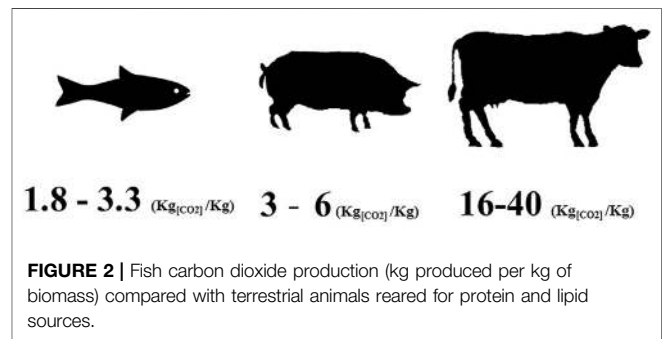 1.8 - 3.3 (Kg[CO2]/Kg) 3 - 6 (Kg[CO2]/Kg) 16-40 (Kg[CO2]/Kg)
FIGURE 2 | Fish carbon dioxide production (kg produced per kg of
biomass) compared with terrestrial animals reared for protein and lipid
sources.